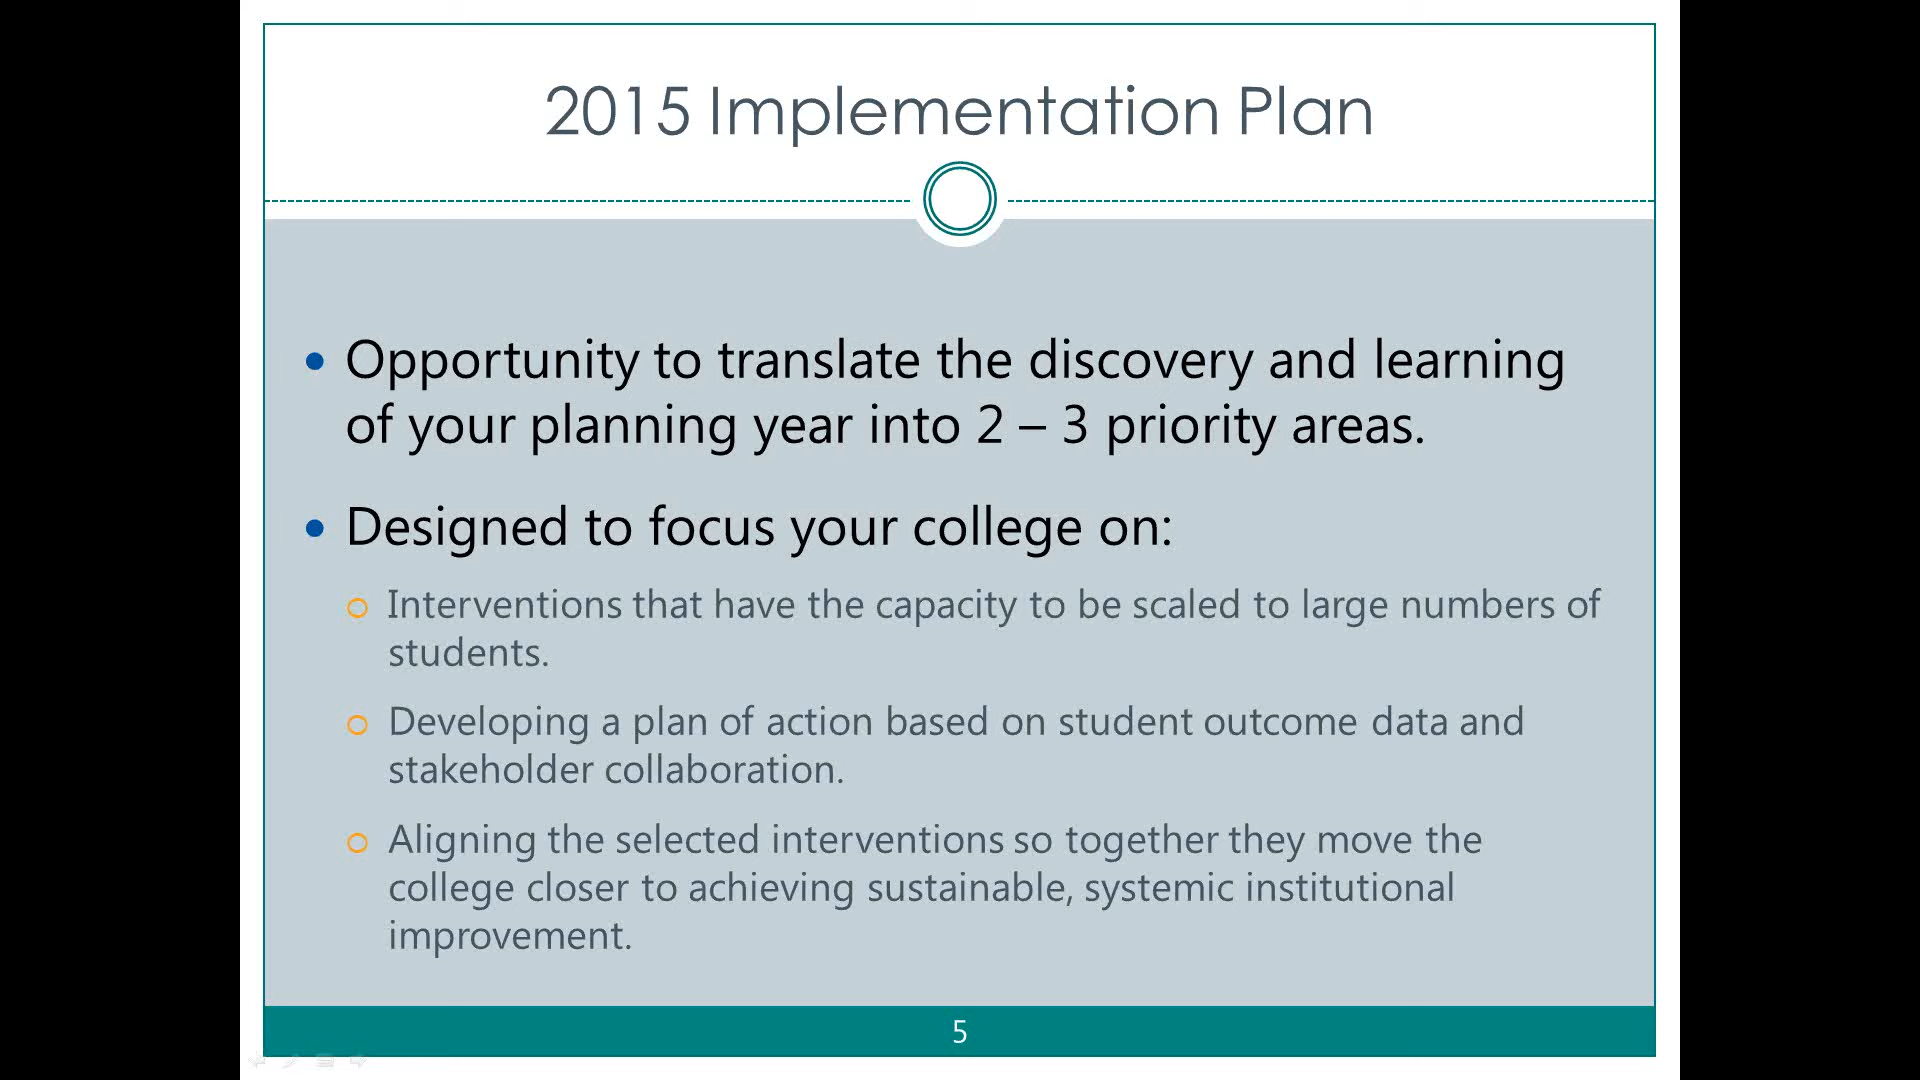 2015 Implementation Plan
• Opportunity to translate the discovery and learning
of your planning year into 2 – 3 priority areas.
• Designed to focus your college on:
○ Interventions that have the capacity to be scaled to large numbers of
students.
○ Developing a plan of action based on student outcome data and
stakeholder collaboration.
○ Aligning the selected interventions so together they move the
college closer to achieving sustainable, systemic institutional
improvement.
5